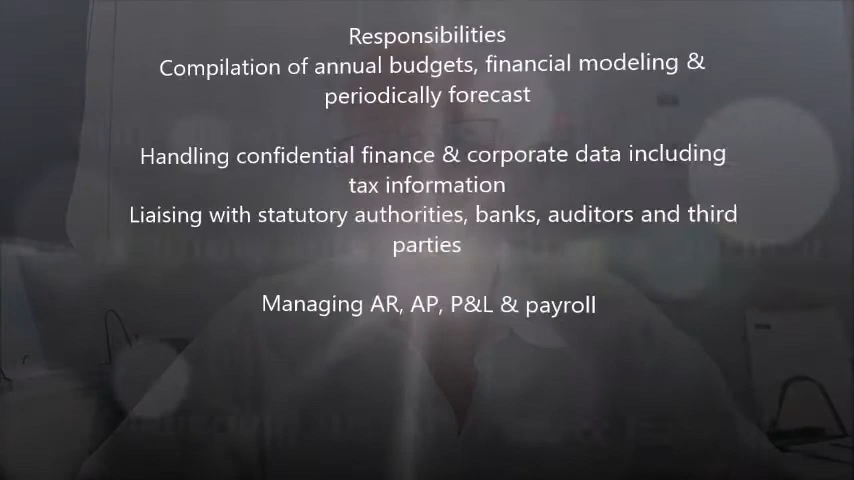 Responsibilities
Compilation of annual budgets, financial modeling &
periodically forecast
Handling confidential finance & corporate data including
tax information
Liaising with statutory authorities, banks, auditors and third
parties
Managing AR, AP, P&L & payroll